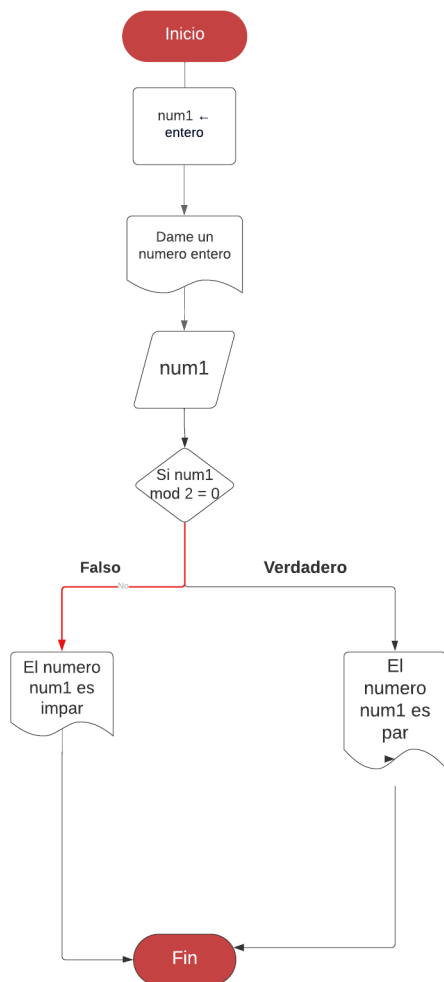 Inicio
num1 ←
entero
Dame un
numero entero
num1
Si num1
mod 2 = 0
Falso
Verdadero
No
El numero
num1 es
impar
El
numero
num1 es
par
Fin